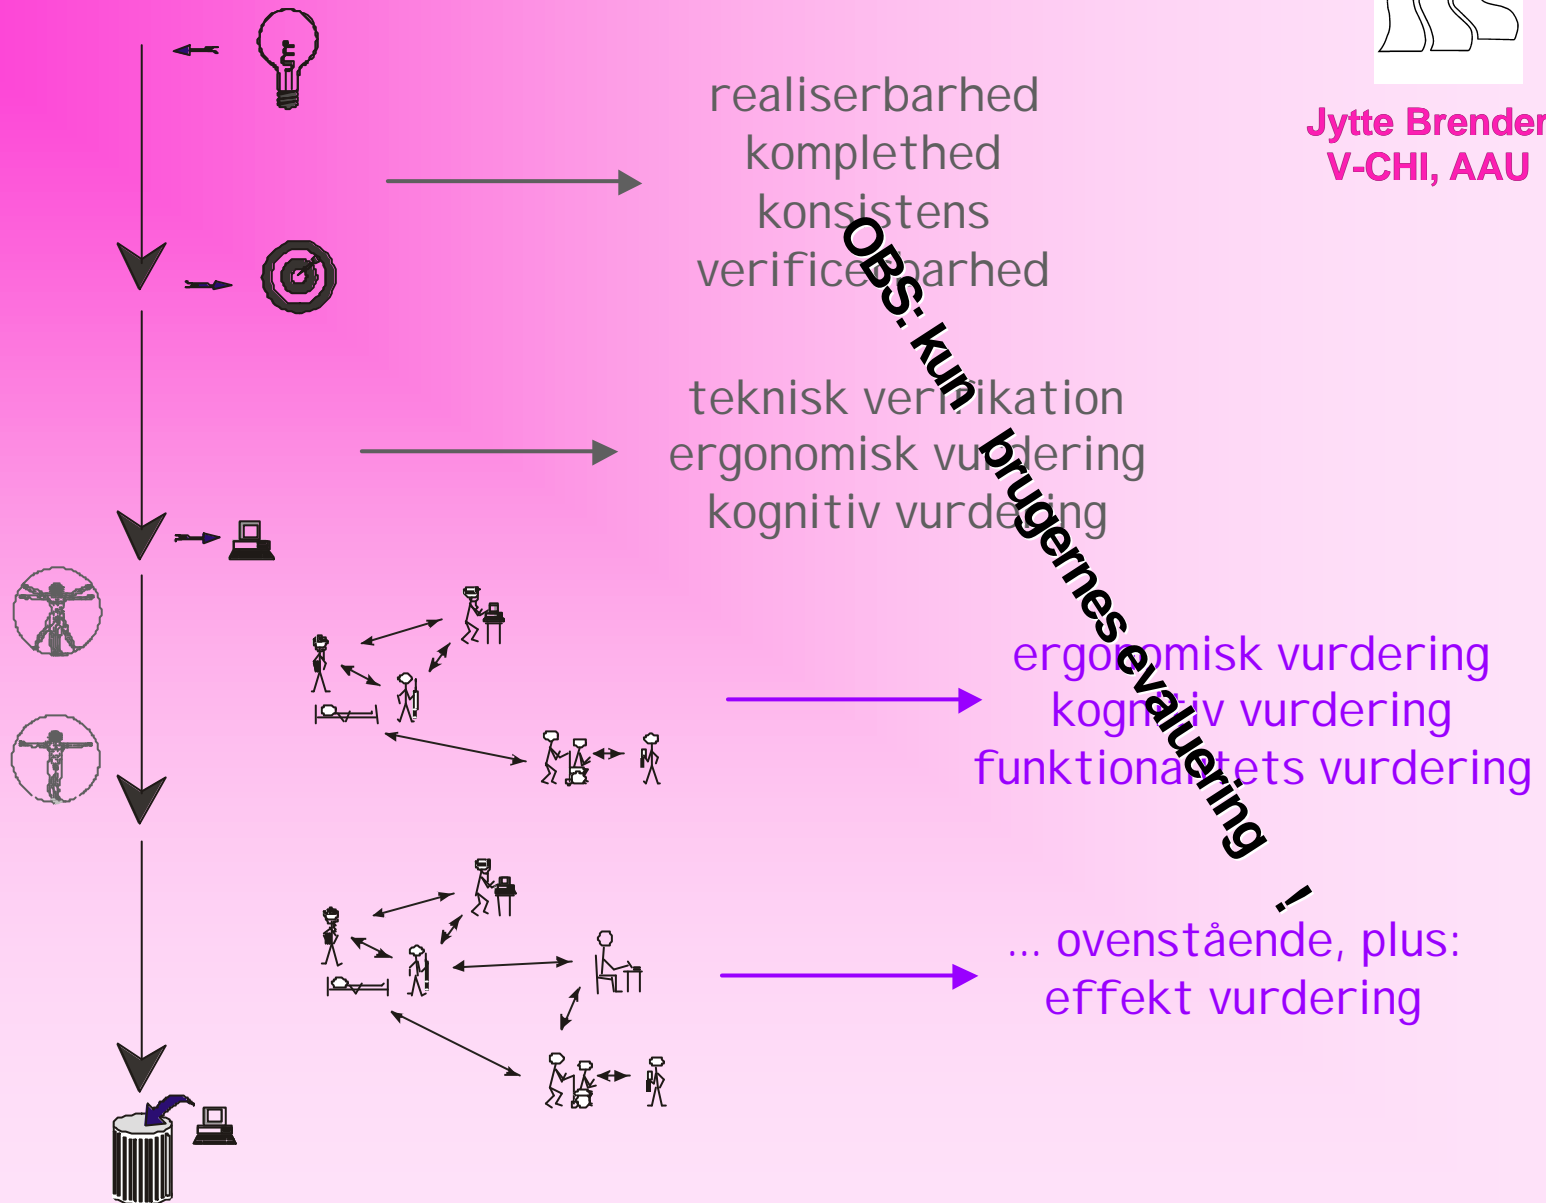 Jytte Brender
V-CHI, AAU
realiserbarhed
komplethed
konsistens
verificerbarhed
teknisk verifikation
ergonomisk vurdering
kognitiv vurdering
OBS: kun brugernes evaluering !
ergonomisk vurdering
kognitiv vurdering
funktionalitets vurdering
... ovenstående, plus:
effekt vurdering